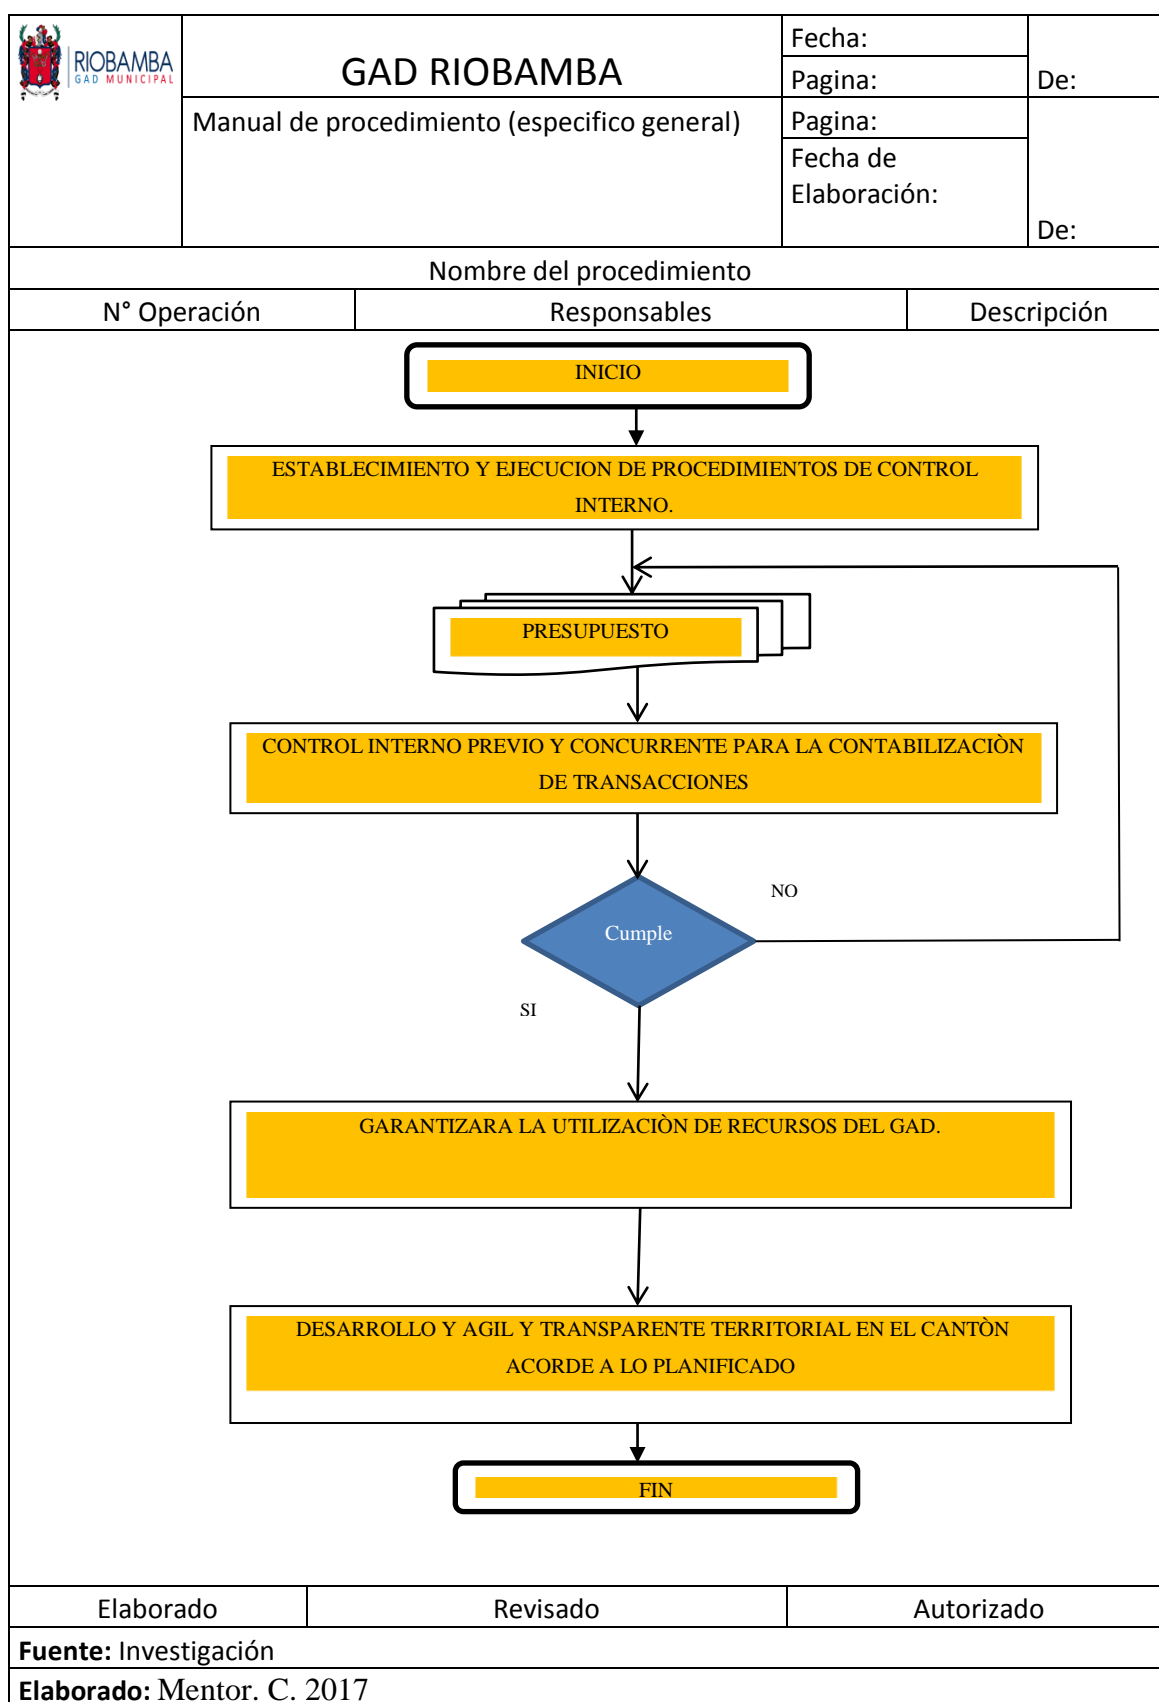 RIOBAMBA
GAD MUNICIPAL
GAD RIOBAMBA
Fecha:
Pagina:
De:
Manual de procedimiento (especifico general)
Pagina:
Fecha de
Elaboración:
De:
Nombre del procedimiento
N° Operación
Responsables
Descripción
INICIO
ESTABLECIMIENTO Y EJECUCION DE PROCEDIMIENTOS DE CONTROL
INTERNO.
PRESUPUESTO
CONTROL INTERNO PREVIO Y CONCURRENTE PARA LA CONTABILIZACIÒN
DE TRANSACCIONES
NO
Cumple
SI
GARANTIZARA LA UTILIZACIÒN DE RECURSOS DEL GAD.
DESARROLLO Y AGIL Y TRANSPARENTE TERRITORIAL EN EL CANTÒN
ACORDE A LO PLANIFICADO
FIN
Elaborado
Revisado
Autorizado
Fuente: Investigación
Elaborado: Mentor. C. 2017